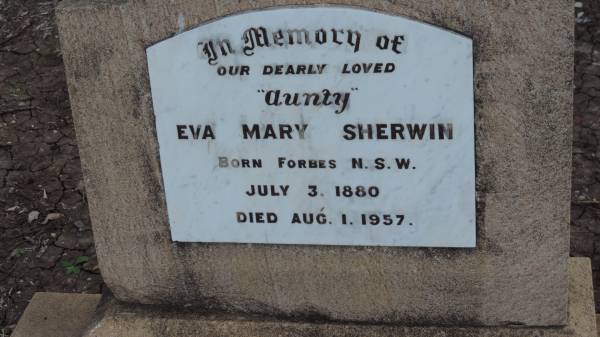 In Memory of
OUR DEARLY LOVED
"Aunty"
EVA MARY SHERWIN
BORN FORBES N.S.W.
JULY 3. 1880
DIED AUG. 1. 1957.